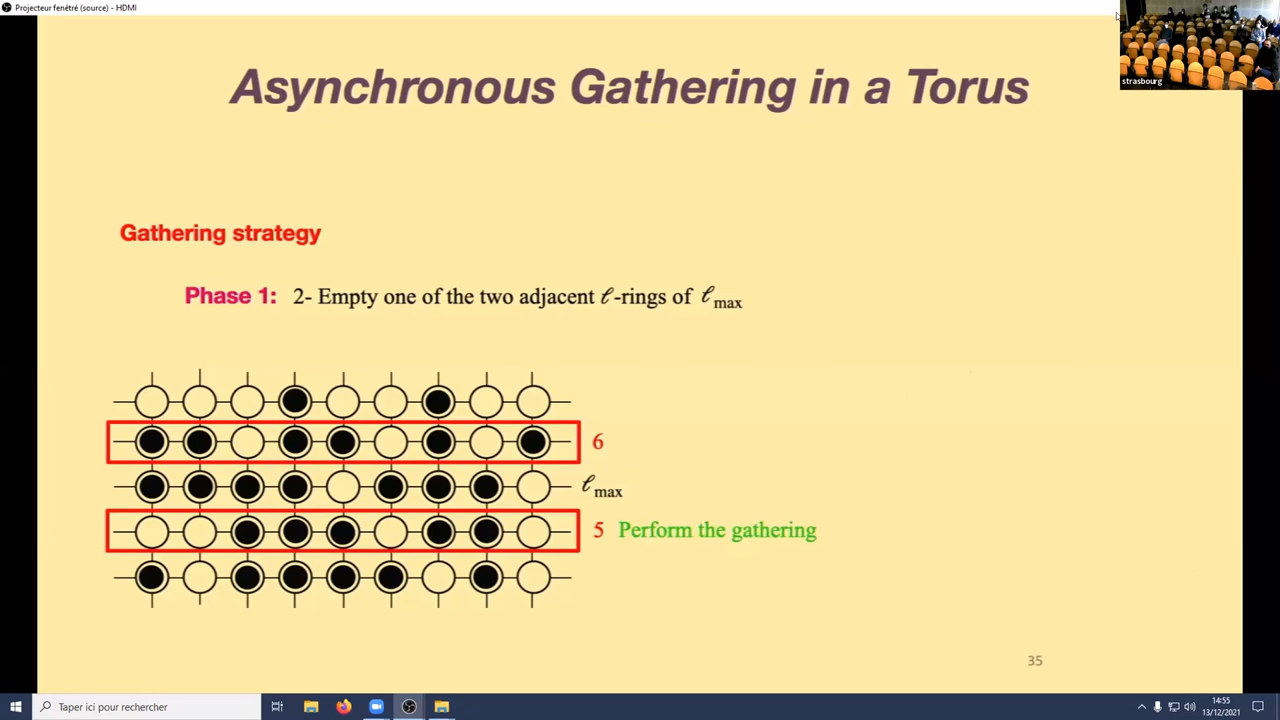 Projecteur fenêtré (source) - HDMI
strasbourg
Asynchronous Gathering in a Torus
Gathering strategy
Phase 1: 2- Empty one of the two adjacent ℓ-rings of ℓmax
6
ℓmax
5 Perform the gathering
35
Taper ici pour rechercher
14:55
13/12/2021